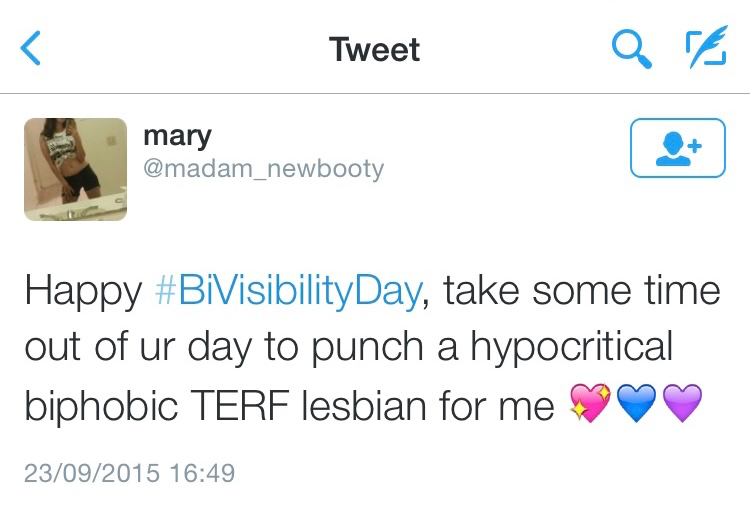 Tweet
mary
@madam_newbooty
Happy #BiVisibilityDay, take some time
out of ur day to punch a hypocritical
biphobic TERF lesbian for me 💖💙💜
23/09/2015 16:49